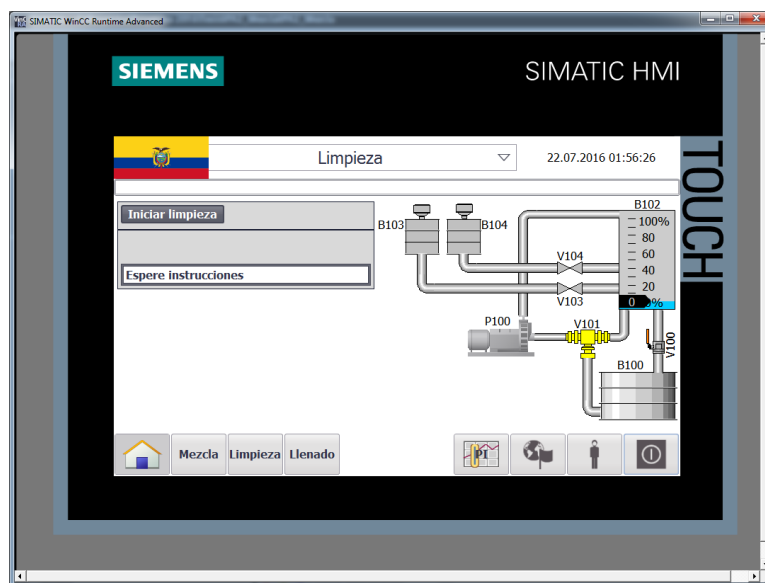 SIMATIC WinCC Runtime Advanced
SIEMENS
SIMATIC HMI
TOUCH
Limpieza
22.07.2016 01:56:26
Iniciar limpieza
Espere instrucciones
B103
B104
B102
100%
80
60
40
20
0
%
V104
V103
P100
V101
V100
B100
Mezcla
Limpieza
Llenado
PI